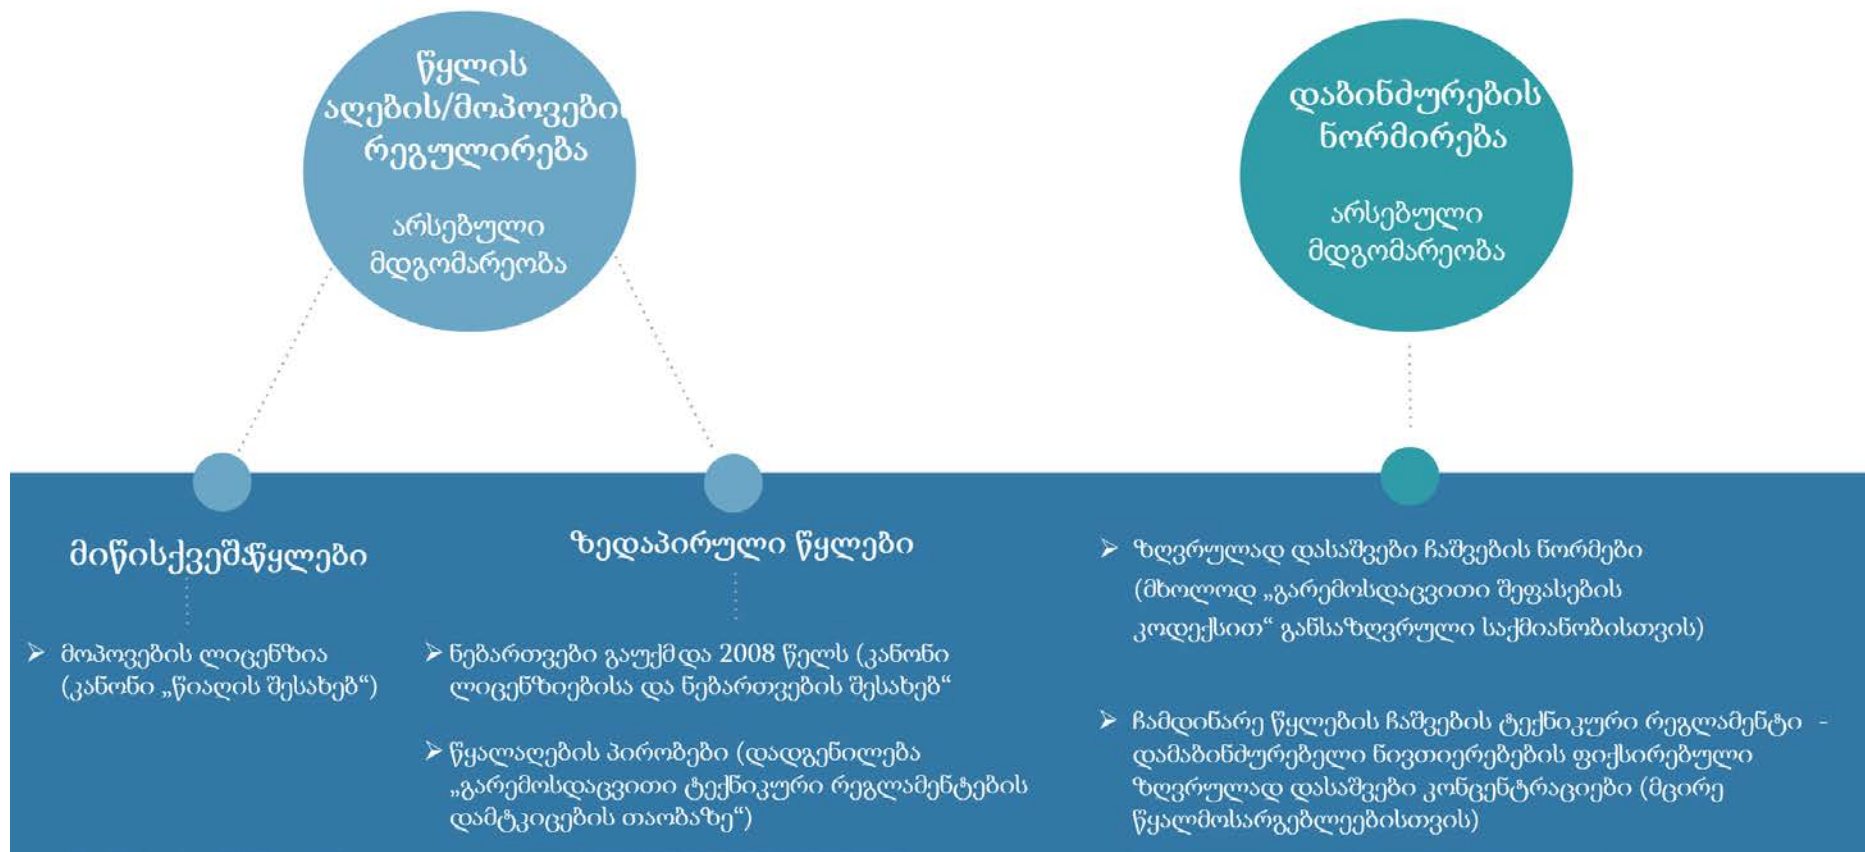 წყლის
აღების/მოპოვების
რეგულირება
არსებული
მდგომარეობა
დაბინძურების
ნორმირება
არსებული
მდგომარეობა
მიწისქვეშა წყლები
➢ მოპოვების ლიცენზია
(კანონი „წიაღის შესახებ“)
ზედაპირული წყლები
➢ ნებართვები გაუქმდა 2008 წელს (კანონი
ლიცენზიებისა და ნებართვების შესახებ“
➢ წყალაღების პირობები (დადგენილება
„გარემოსდაცვითი ტექნიკური რეგლამენტების
დამტკიცების თაობაზე“)
➢ ზღვრულად დასაშვები ჩაშვების ნორმები
(მხოლოდ „გარემოსდაცვითი შეფასების
კოდექსით“ განსაზღვრული საქმიანობისთვის)
➢ ჩამდინარე წყლების ჩაშვების ტექნიკური რეგლამენტი -
დამაბინძურებელი ნივთიერებების ფიქსირებული
ზღვრულად დასაშვები კონცენტრაციები (მცირე
წყალმოსარგებლეებისთვის)